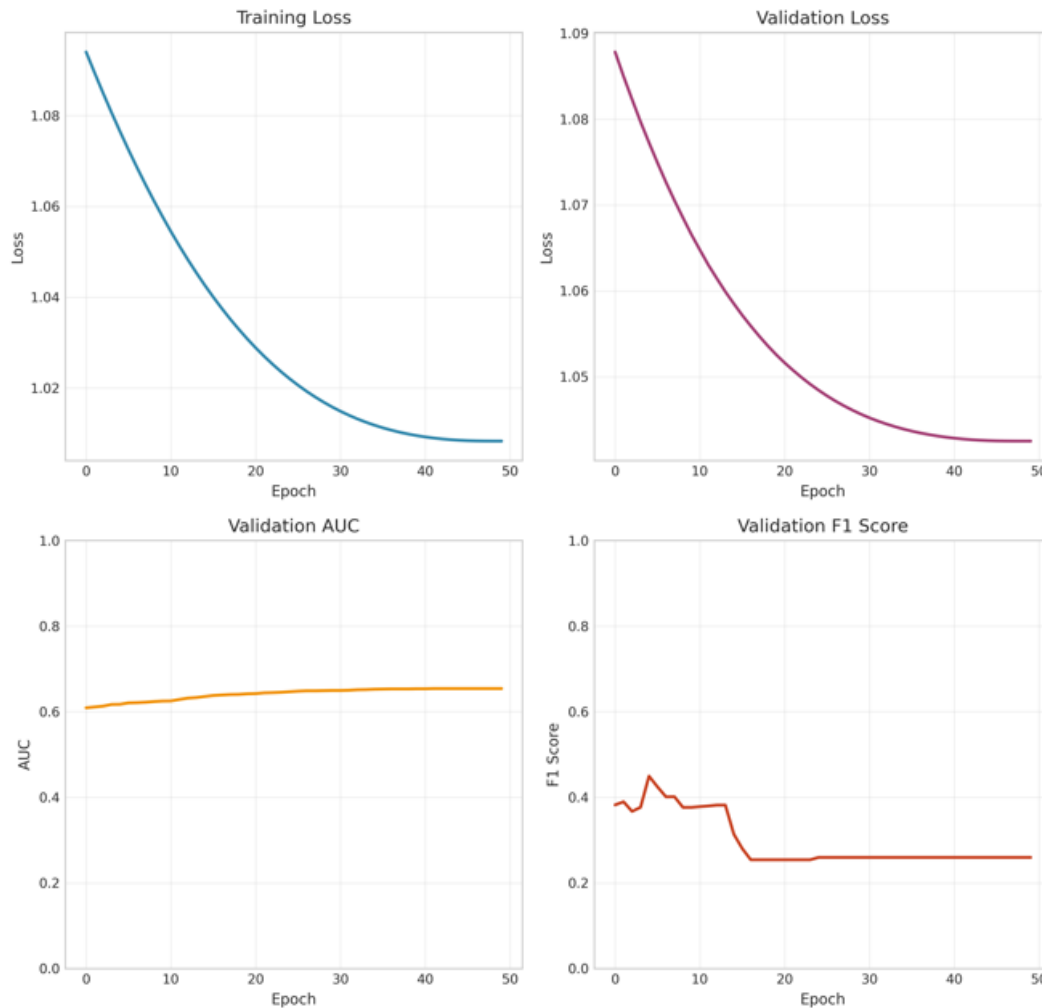 Training Loss
Loss
1.08
1.06
1.04
1.02
0 10 20 30 40 50
Epoch
Validation Loss
Loss
1.09
1.08
1.07
1.06
1.05
0 10 20 30 40 50
Epoch
Validation AUC
AUC
1.0
0.8
0.6
0.4
0.2
0.0
0 10 20 30 40 50
Epoch
Validation F1 Score
F1 Score
1.0
0.8
0.6
0.4
0.2
0.0
0 10 20 30 40 50
Epoch